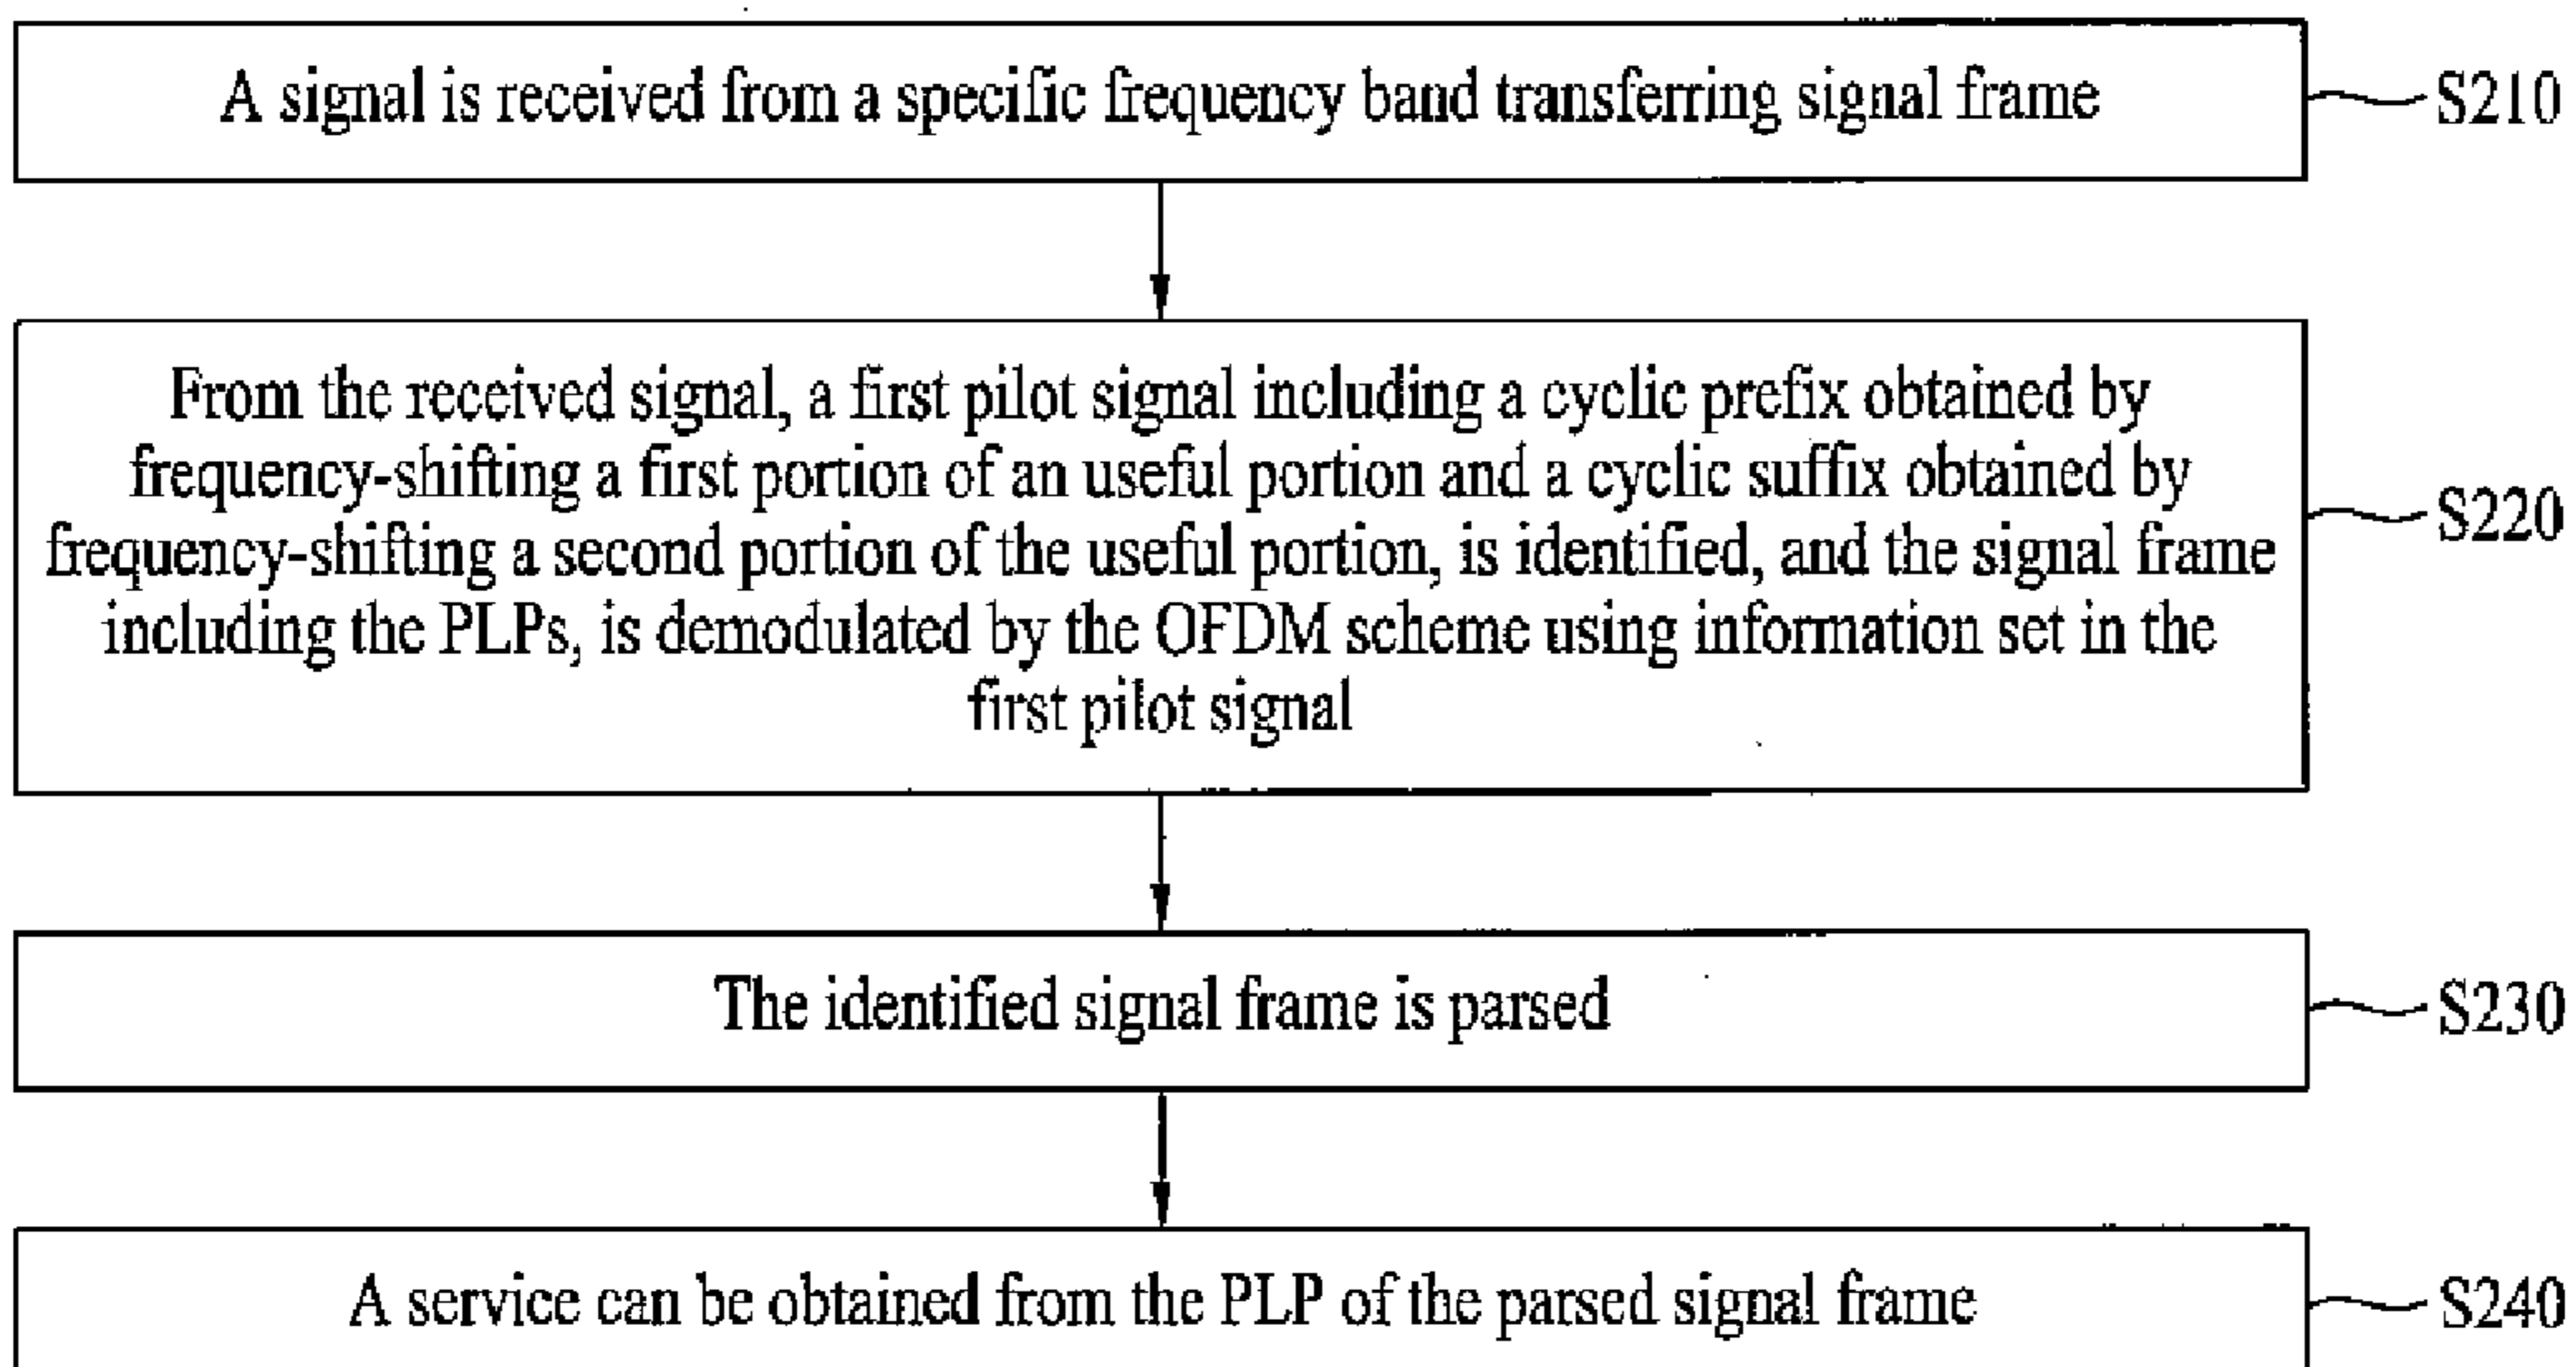 A signal is received from a specific frequency band transferring signal frame
S210
From the received signal, a first pilot signal including a cyclic prefix obtained by
frequency-shifting a first portion of an useful portion and a cyclic suffix obtained by
frequency-shifting a second portion of the useful portion, is identified, and the signal frame
including the PLPs, is demodulated by the OFDM scheme using information set in the
first pilot signal
S220
The identified signal frame is parsed
S230
A service can be obtained from the PLP of the parsed signal frame
S240